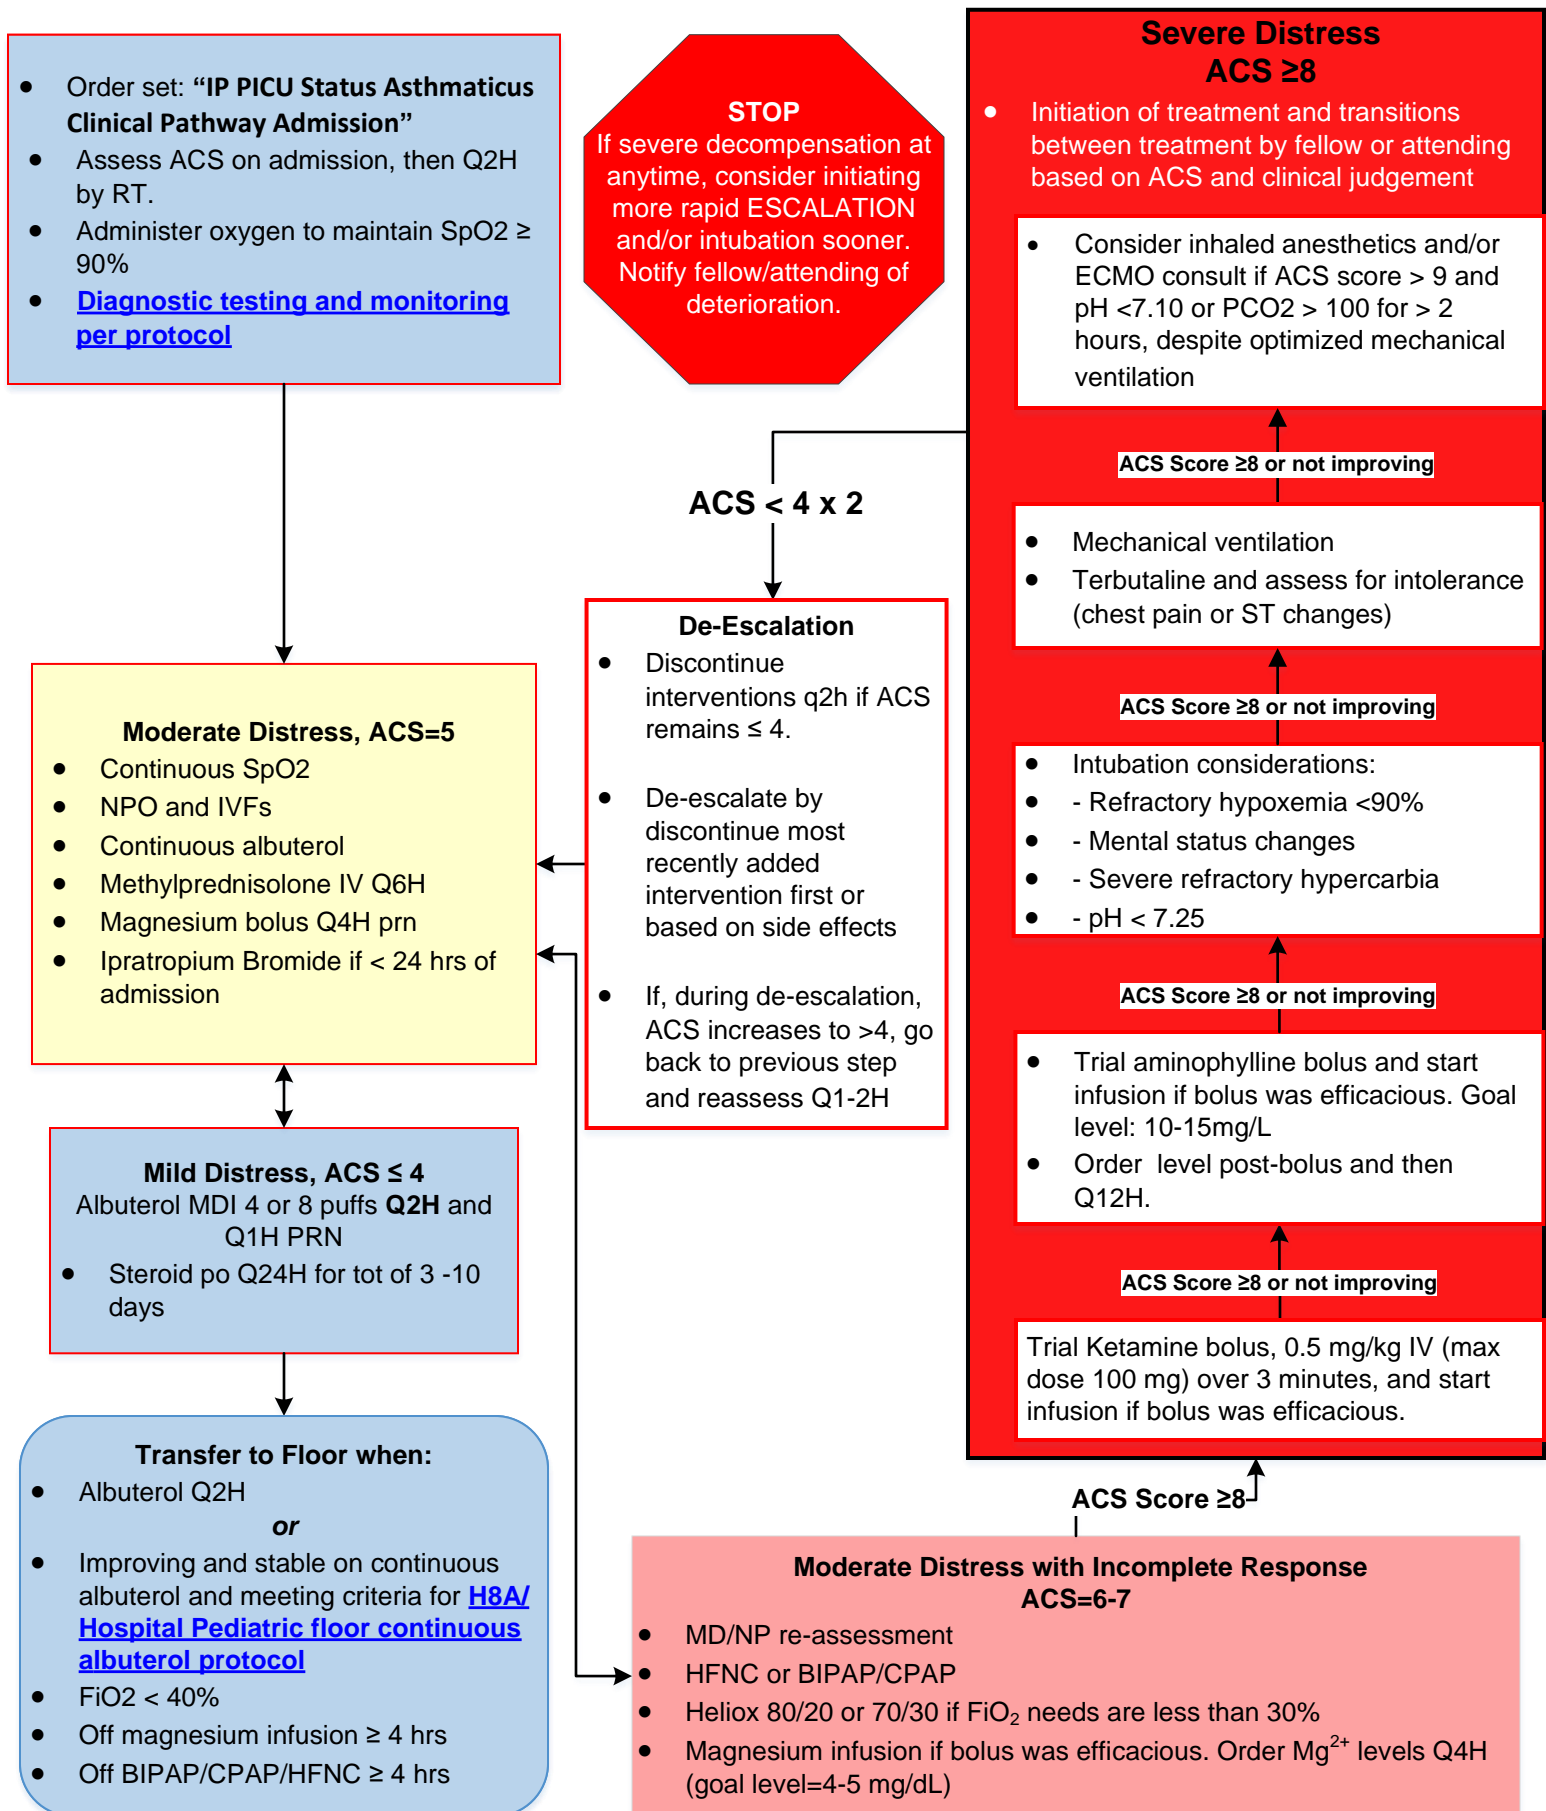 • Order set: “IP PICU Status Asthmaticus
Clinical Pathway Admission”
• Assess ACS on admission, then Q2H
by RT.
• Administer oxygen to maintain SpO2 ≥
90%
• Diagnostic testing and monitoring
per protocol
STOP
If severe decompensation at
anytime, consider initiating
more rapid ESCALATION
and/or intubation sooner.
Notify fellow/attending of
deterioration.
Severe Distress
ACS ≥8
• Initiation of treatment and transitions
between treatment by fellow or attending
based on ACS and clinical judgement
• Consider inhaled anesthetics and/or
ECMO consult if ACS score > 9 and
pH <7.10 or PCO2 > 100 for > 2
hours, despite optimized mechanical
ventilation
ACS Score ≥8 or not improving
• Mechanical ventilation
• Terbutaline and assess for intolerance
(chest pain or ST changes)
ACS Score ≥8 or not improving
• Intubation considerations:
• - Refractory hypoxemia <90%
• - Mental status changes
• - Severe refractory hypercarbia
• - pH < 7.25
ACS Score ≥8 or not improving
• Trial aminophylline bolus and start
infusion if bolus was efficacious. Goal
level: 10-15mg/L
• Order level post-bolus and then
Q12H.
ACS Score ≥8 or not improving
Trial Ketamine bolus, 0.5 mg/kg IV (max
dose 100 mg) over 3 minutes, and start
infusion if bolus was efficacious.
ACS < 4 x 2
De-Escalation
• Discontinue
interventions q2h if ACS
remains ≤ 4.
• De-escalate by
discontinue most
recently added
intervention first or
based on side effects
• If, during de-escalation,
ACS increases to >4, go
back to previous step
and reassess Q1-2H
Moderate Distress, ACS=5
• Continuous SpO2
• NPO and IVFs
• Continuous albuterol
• Methylprednisolone IV Q6H
• Magnesium bolus Q4H prn
• Ipratropium Bromide if < 24 hrs of
admission
Mild Distress, ACS ≤ 4
Albuterol MDI 4 or 8 puffs Q2H and
Q1H PRN
• Steroid po Q24H for tot of 3 -10
days
Transfer to Floor when:
• Albuterol Q2H
or
• Improving and stable on continuous
albuterol and meeting criteria for H8A/
Hospital Pediatric floor continuous
albuterol protocol
• FiO2 < 40%
• Off magnesium infusion ≥ 4 hrs
• Off BIPAP/CPAP/HFNC ≥ 4 hrs
ACS Score ≥8
Moderate Distress with Incomplete Response
ACS=6-7
• MD/NP re-assessment
• HFNC or BIPAP/CPAP
• Heliox 80/20 or 70/30 if FiO₂ needs are less than 30%
• Magnesium infusion if bolus was efficacious. Order Mg²⁺ levels Q4H
(goal level=4-5 mg/dL)